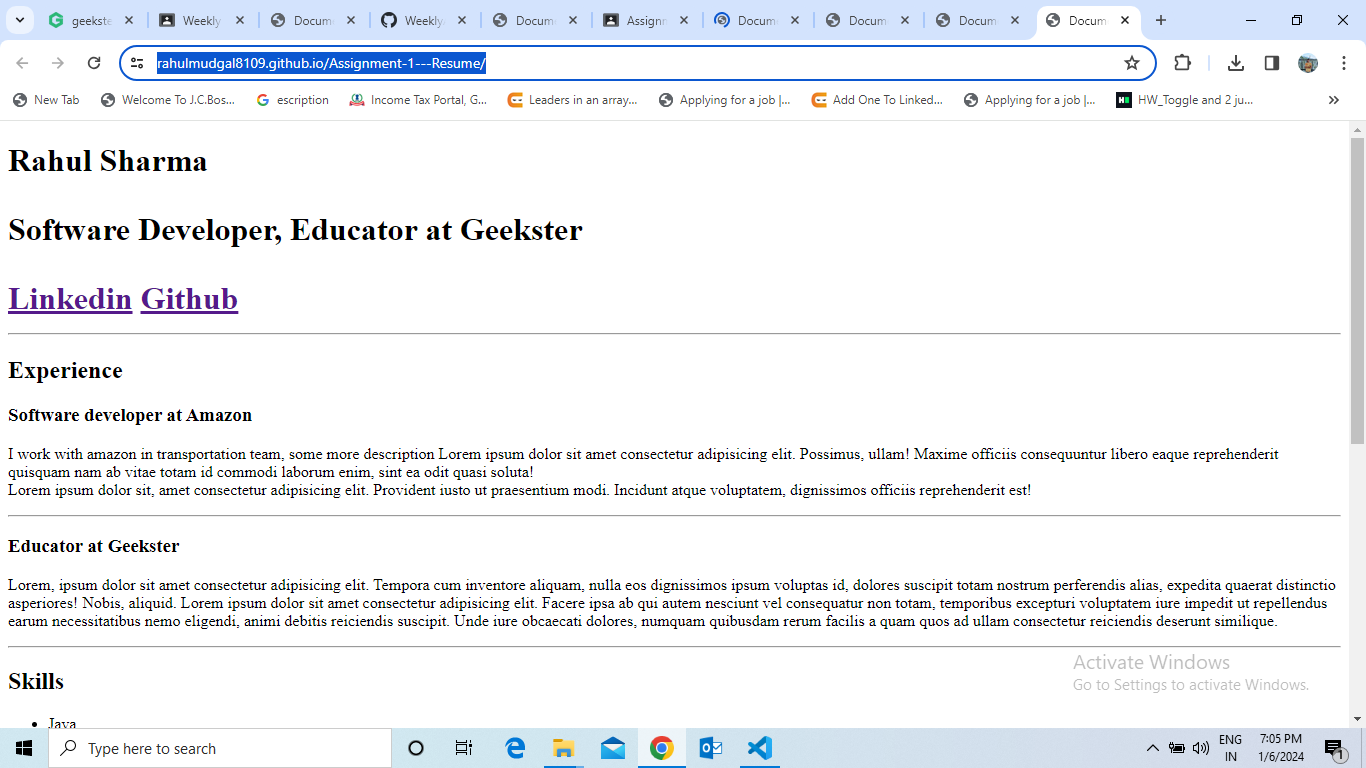 geekste
Weekly
Docum
Weekly
Docum
Assignm
Docum
Docum
Docum
Docum
rahulmudgal8109.github.io/Assignment-1---Resume/
New Tab
Welcome To J.C.Bos...
escription
Income Tax Portal, G...
Leaders in an array...
Applying for a job |...
Add One To Linked...
Applying for a job |...
HW_Toggle and 2 ju...
Rahul Sharma
Software Developer, Educator at Geekster
Linkedin Github
Experience
Software developer at Amazon
I work with amazon in transportation team, some more description Lorem ipsum dolor sit amet consectetur adipisicing elit. Possimus, ullam! Maxime officiis consequuntur libero eaque reprehenderit
quisquam nam ab vitae totam id commodi laborum enim, sint ea odit quasi soluta!
Lorem ipsum dolor sit, amet consectetur adipisicing elit. Provident iusto ut praesentium modi. Incidunt atque voluptatem, dignissimos officiis reprehenderit est!
Educator at Geekster
Lorem, ipsum dolor sit amet consectetur adipisicing elit. Tempora cum inventore aliquam, nulla eos dignissimos ipsum voluptas id, dolores suscipit totam nostrum perferendis alias, expedita quaerat distinctio
asperiores! Nobis, aliquid. Lorem ipsum dolor sit amet consectetur adipisicing elit. Facere ipsa ab qui autem nesciunt vel consequatur non totam, temporibus excepturi voluptatem iure impedit ut repellendus
earum necessitatibus nemo eligendi, animi debitis reiciendis suscipit. Unde iure obcaecati dolores, numquam quibusdam rerum facilis a quam quos ad ullam consectetur reiciendis deserunt similique.
Skills
Java
Activate Windows
Go to Settings to activate Windows.
Type here to search
ENG
IN
7:05 PM
1/6/2024
1